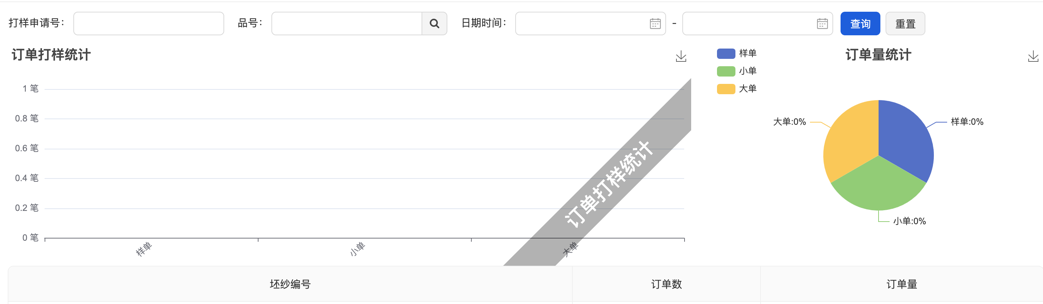 打样申请号: 品号: 日期时间: - 查询 重置
订单打样统计
1 笔
0.8 笔
0.6 笔
0.4 笔
0.2 笔
0 笔
样单 小单 大单
订单打样统计
样单
小单
大单
订单量统计
大单:0%
样单:0%
小单:0%
坯纱编号 订单数 订单量